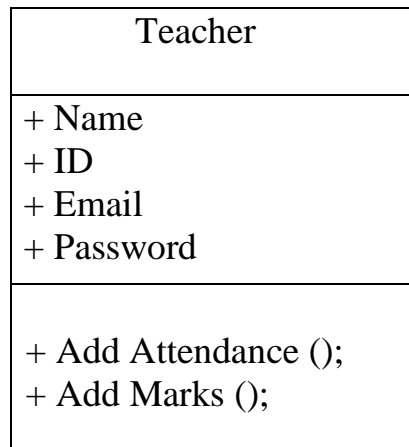 Teacher
+ Name
+ ID
+ Email
+ Password
+ Add Attendance ();
+ Add Marks ();